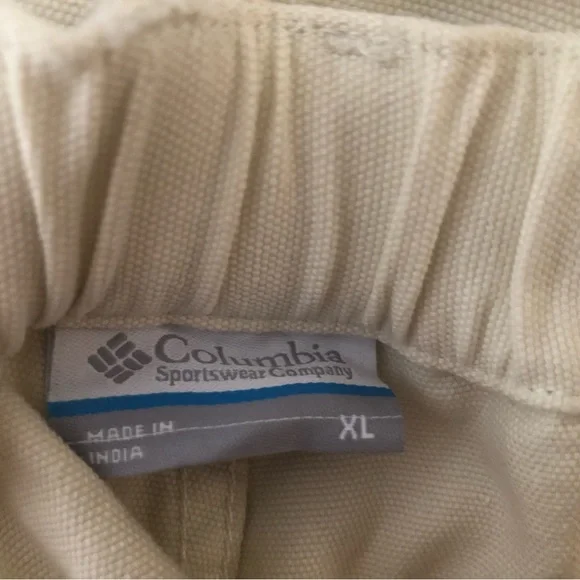 Columbia
Sportswear Company
MADE IN
INDIA
XL